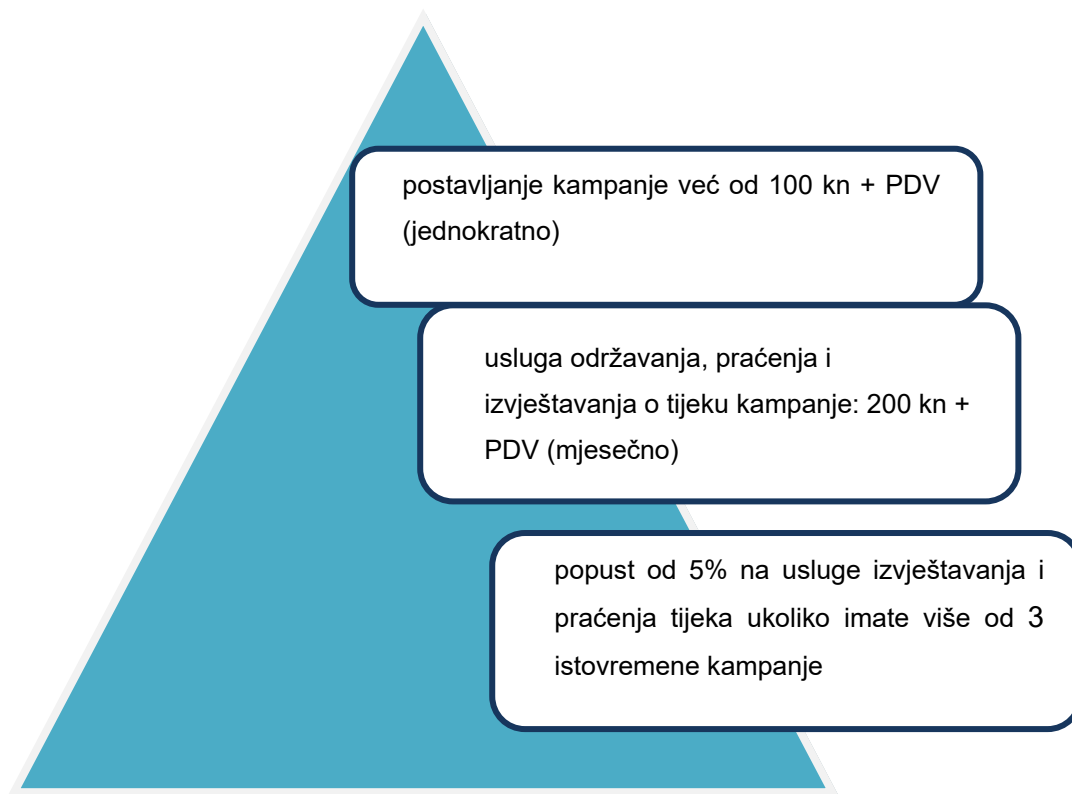 postavljanje kampanje već od 100 kn + PDV
(jednokratno)
usluga održavanja, praćenja i
izvještavanja o tijeku kampanje: 200 kn +
PDV (mjesečno)
popust od 5% na usluge izvještavanja i
praćenja tijeka ukoliko imate više od 3
istovremene kampanje